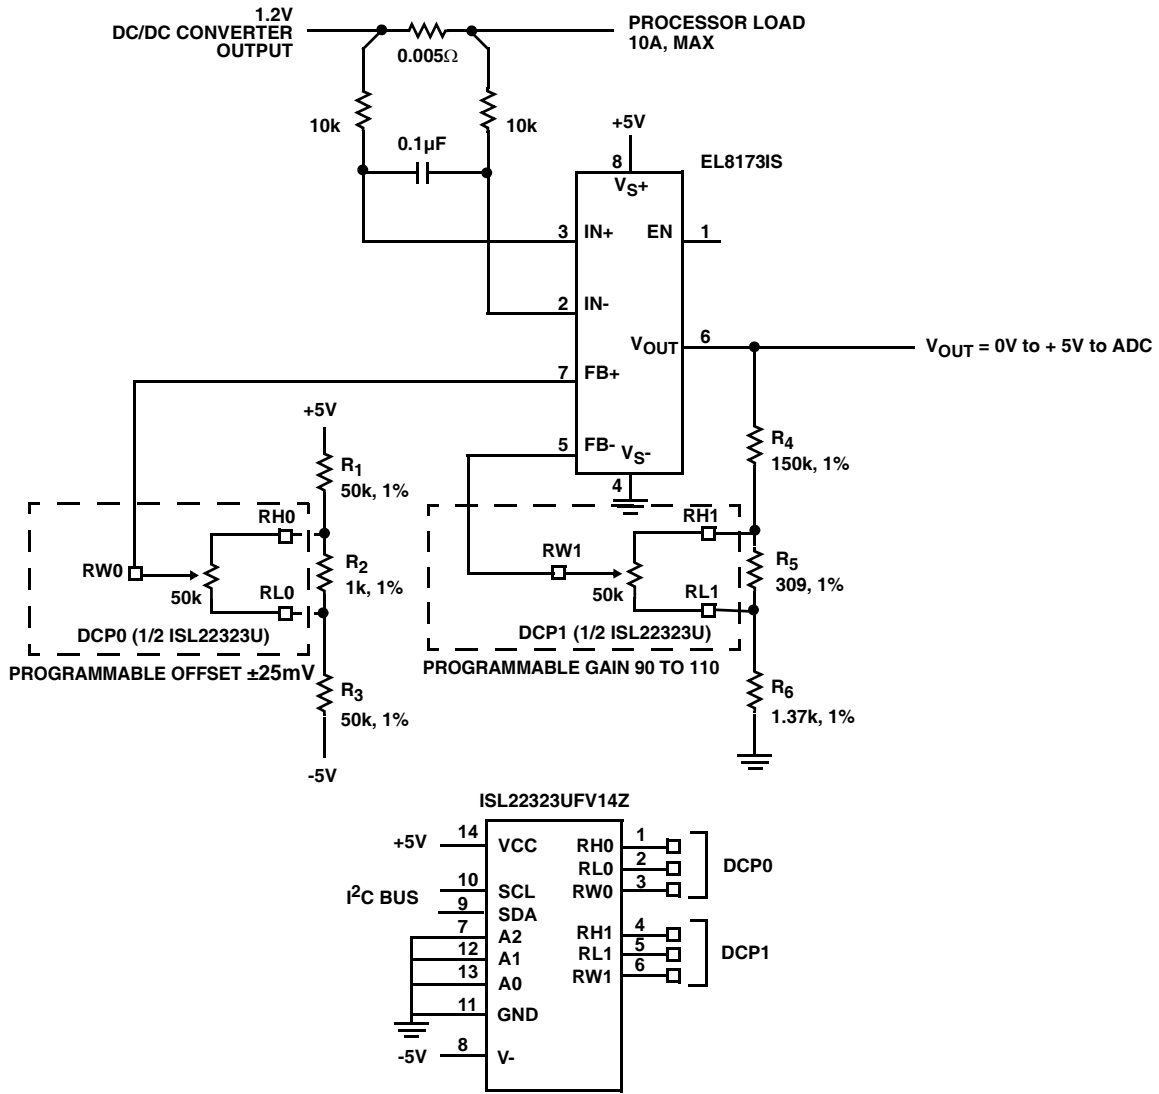 1.2V
DC/DC CONVERTER
OUTPUT
0.005Ω
PROCESSOR LOAD
10A, MAX
10k
10k
0.1µF
+5V
8
EL8173IS
VS+
3
IN+
EN
1
2
IN-
VOUT
6
VOUT = 0V to + 5V to ADC
7
FB+
+5V
5
FB-
VS-
4
R4
150k, 1%
R1
50k, 1%
RH0
RH1
RW0
50k
R2
1k, 1%
RW1
50k
R5
309, 1%
RL0
RL1
DCP0 (1/2 ISL22323U)
DCP1 (1/2 ISL22323U)
PROGRAMMABLE OFFSET ±25mV
PROGRAMMABLE GAIN 90 TO 110
R3
50k, 1%
R6
1.37k, 1%
-5V
ISL22323UFV14Z
+5V
14
VCC
RH0
1
RL0
2
RW0
3
DCP0
I2C BUS
10
SCL
9
SDA
7
A2
12
A1
13
A0
11
GND
-5V
8
V-
RH1
4
RL1
5
RW1
6
DCP1